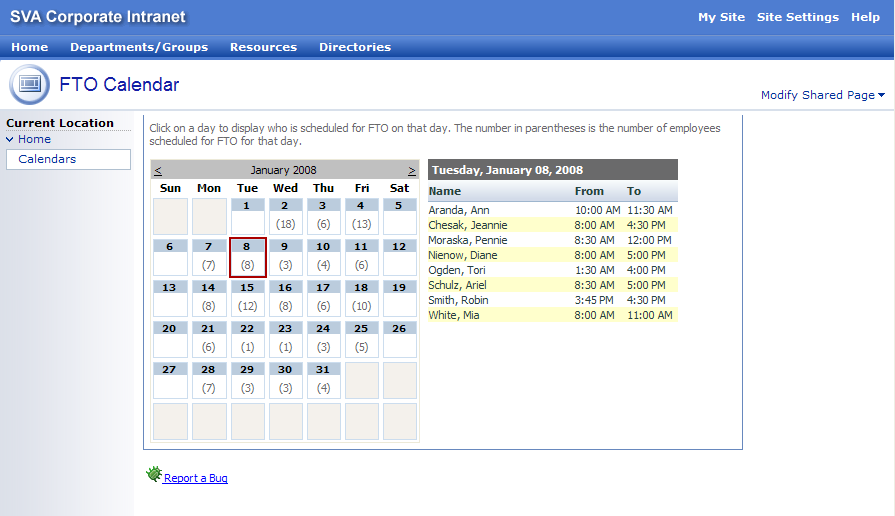 SVA Corporate Intranet
My Site Site Settings Help
Home Departments/Groups Resources Directories
FTO Calendar
Modify Shared Page
Current Location
Home
Calendars
Click on a day to display who is scheduled for FTO on that day. The number in parentheses is the number of employees
scheduled for FTO for that day.
< January 2008 >
Sun Mon Tue Wed Thu Fri Sat
1 2 3 4 5
(18) (6) (13)
6 7 8 9 10 11 12
(7) (8) (3) (4) (6)
13 14 15 16 17 18 19
(8) (12) (8) (6) (10)
20 21 22 23 24 25 26
(6) (1) (1) (3) (5)
27 28 29 30 31
(7) (3) (3) (4)
Tuesday, January 08, 2008
Name From To
Aranda, Ann 10:00 AM 11:30 AM
Chesak, Jeannie 8:00 AM 4:30 PM
Moraska, Pennie 8:30 AM 12:00 PM
Nienow, Diane 8:00 AM 5:00 PM
Ogden, Tori 1:30 AM 4:00 PM
Schulz, Ariel 8:30 AM 5:00 PM
Smith, Robin 3:45 PM 4:30 PM
White, Mia 8:00 AM 11:00 AM
Report a Bug